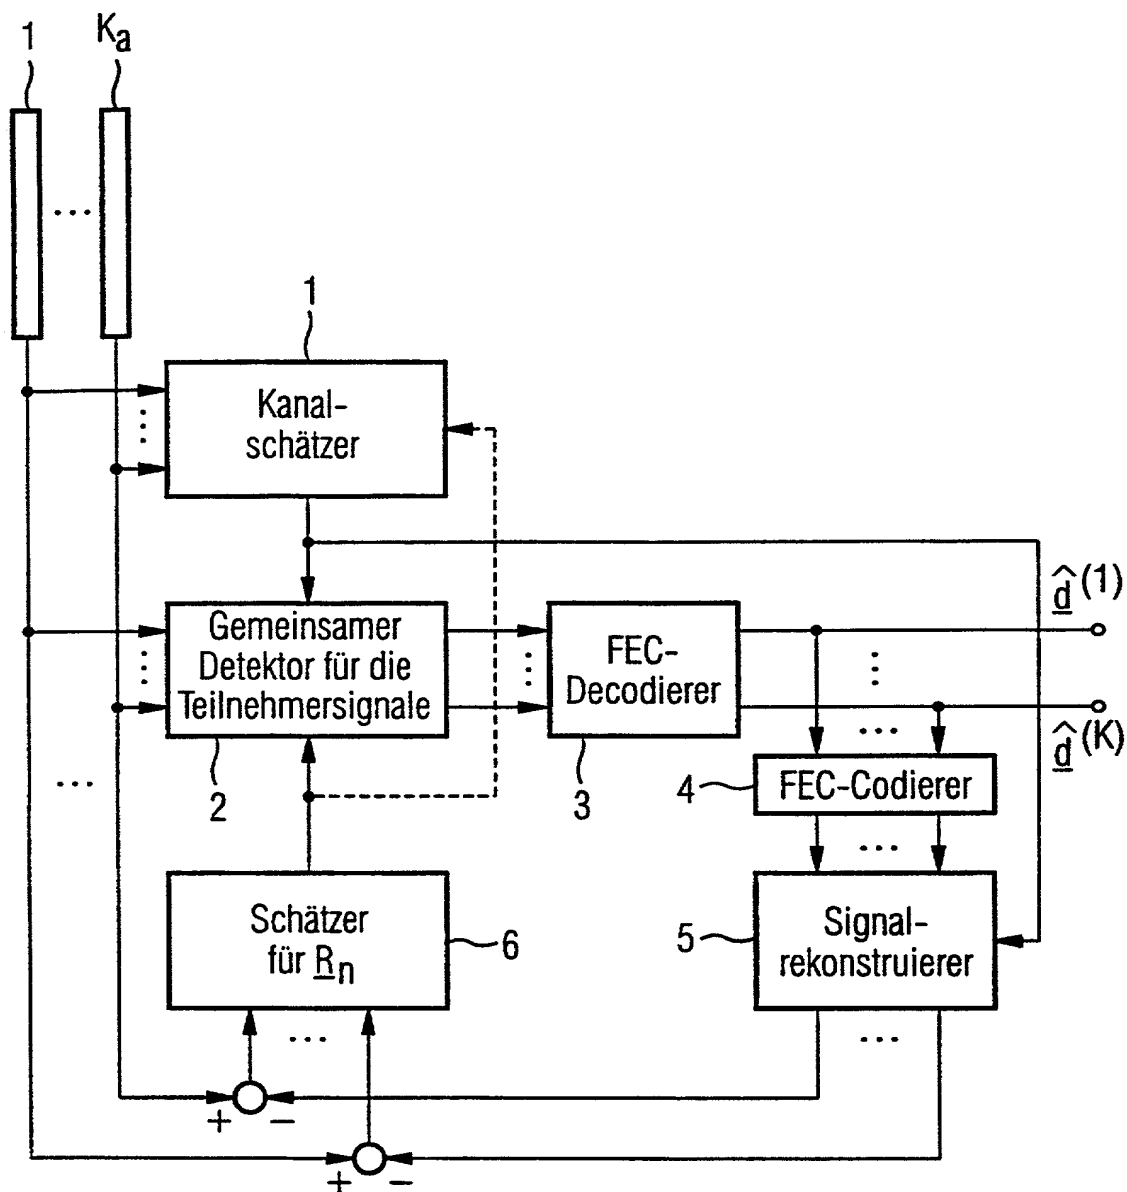 1
Ka
...
1
Kanal-
schätzer
d̲̂(1)
Gemeinsamer
Detektor für die
Teilnehmersignale
FEC-
Decodierer
d̲̂(K)
...
2
3
...
4
FEC-Codierer
...
Schätzer
für R̲n
6
5
Signal-
rekonstruierer
...
...
+
−
+
−